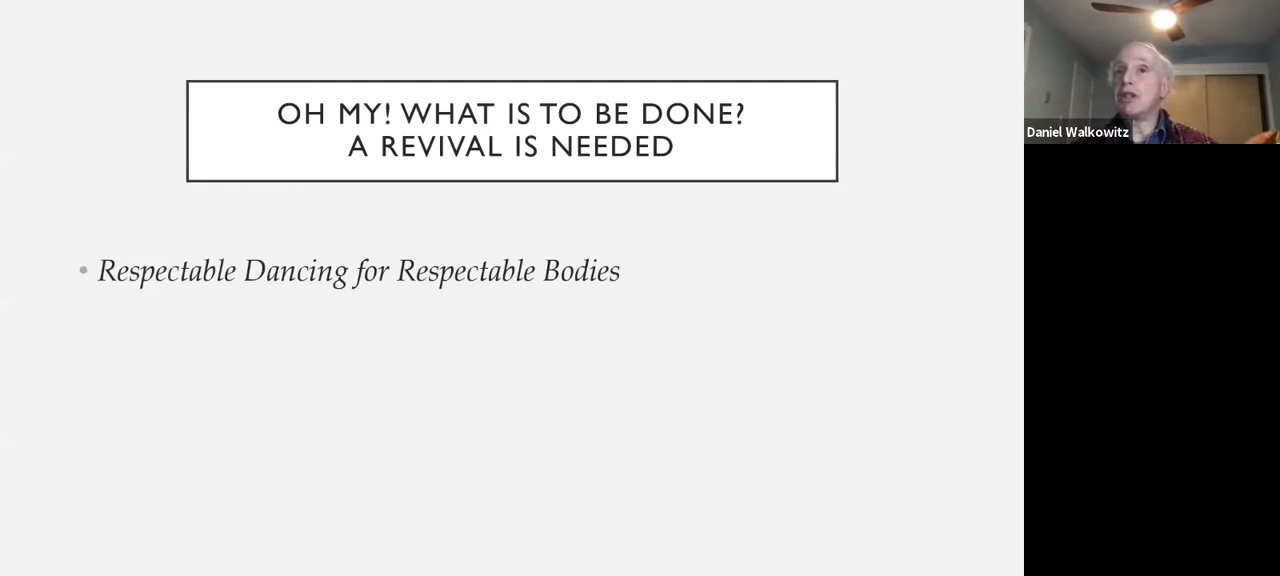 OH MY! WHAT IS TO BE DONE?
A REVIVAL IS NEEDED
• Respectable Dancing for Respectable Bodies
Daniel Walkowitz